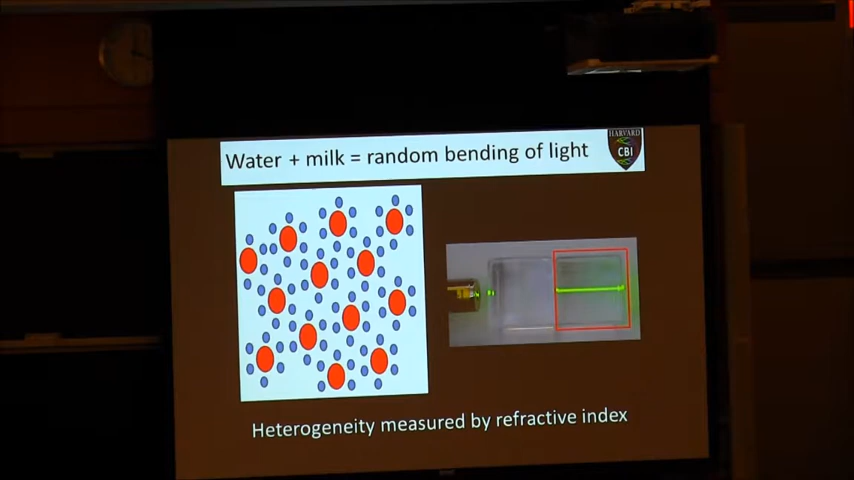 Water + milk = random bending of light
HARVARD
CBI
Heterogeneity measured by refractive index